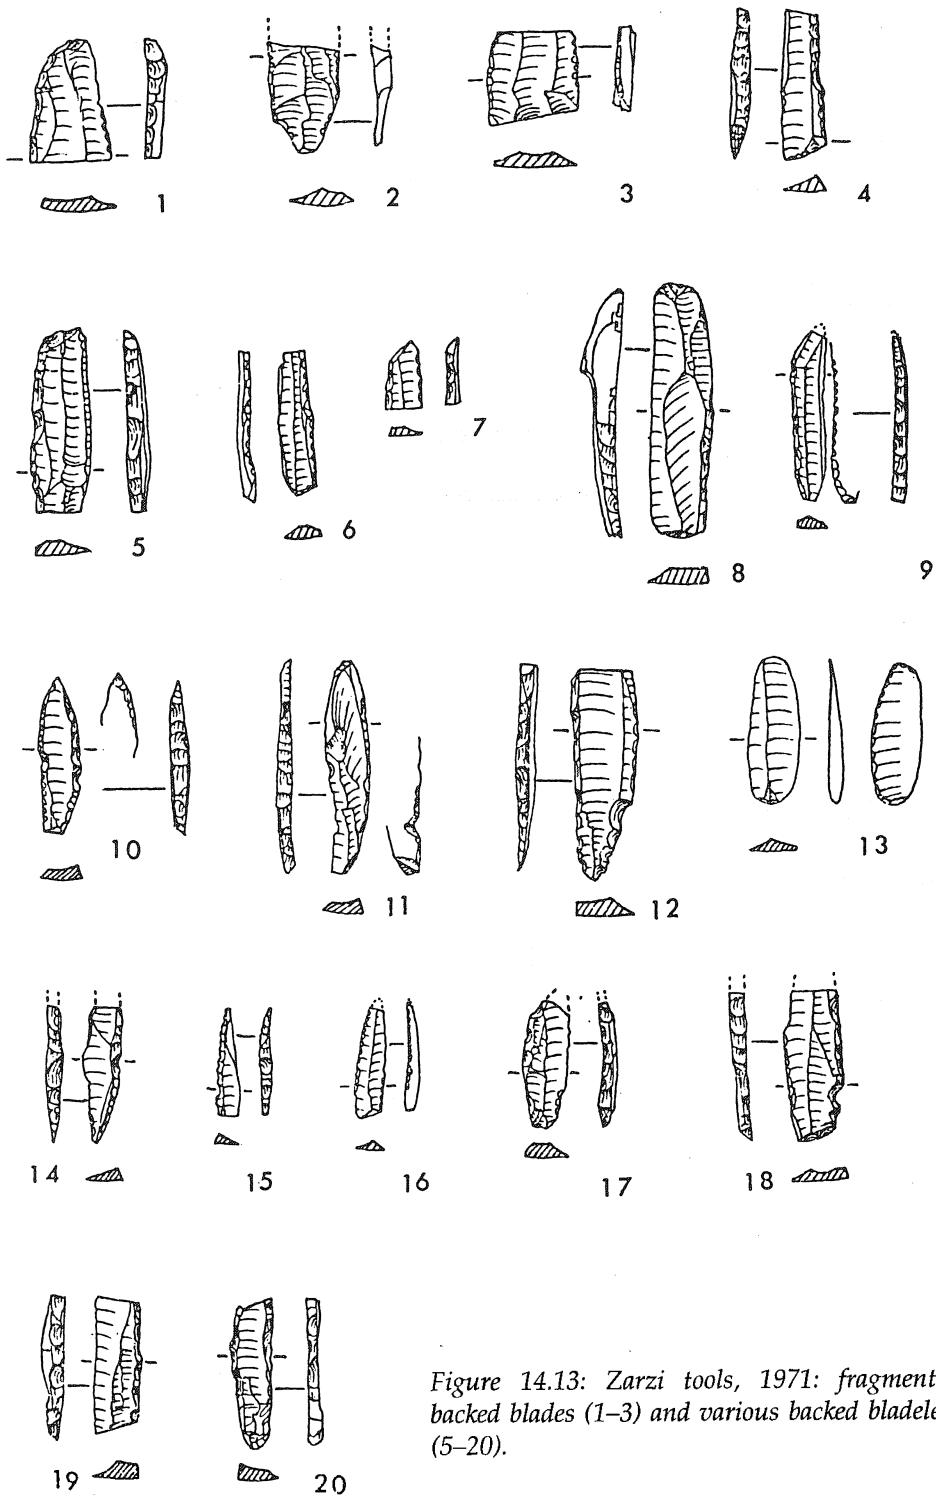 1 2 3 4
5 6 7 8 9
10 11 12 13
14 15 16 17 18
19 20
Figure 14.13: Zarzi tools, 1971: fragment
backed blades (1–3) and various backed bladele
(5–20).